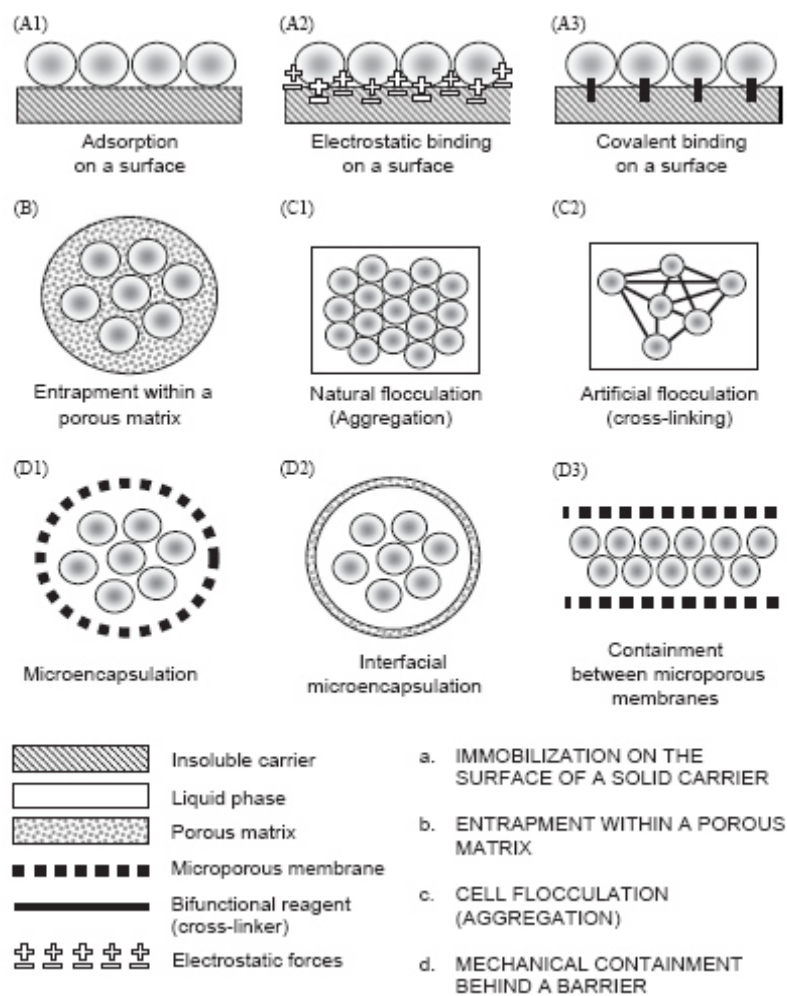 (A1)
(A2)
(A3)
Adsorption
on a surface
Electrostatic binding
on a surface
Covalent binding
on a surface
(B)
(C1)
(C2)
Entrapment within a
porous matrix
Natural flocculation
(Aggregation)
Artificial flocculation
(cross-linking)
(D1)
(D2)
(D3)
Microencapsulation
Interfacial
microencapsulation
Containment
between microporous
membranes
Insoluble carrier
Liquid phase
Porous matrix
Microporous membrane
Bifunctional reagent
(cross-linker)
Electrostatic forces
a. IMMOBILIZATION ON THE
SURFACE OF A SOLID CARRIER
b. ENTRAPMENT WITHIN A POROUS
MATRIX
c. CELL FLOCCULATION
(AGGREGATION)
d. MECHANICAL CONTAINMENT
BEHIND A BARRIER